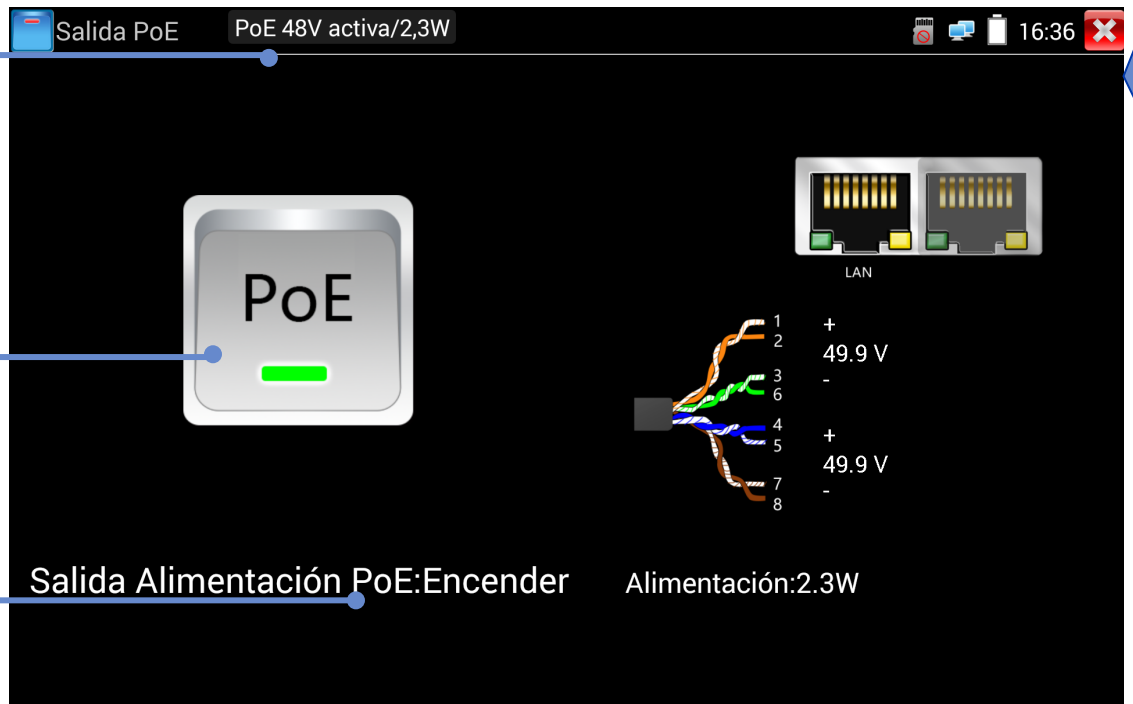 Salida PoE
PoE 48V activa/2,3W
16:36
PoE
LAN
1
2
+
49.9 V
3
6
-
4
5
+
49.9 V
7
8
-
Salida Alimentación PoE:Encender
Alimentación:2.3W